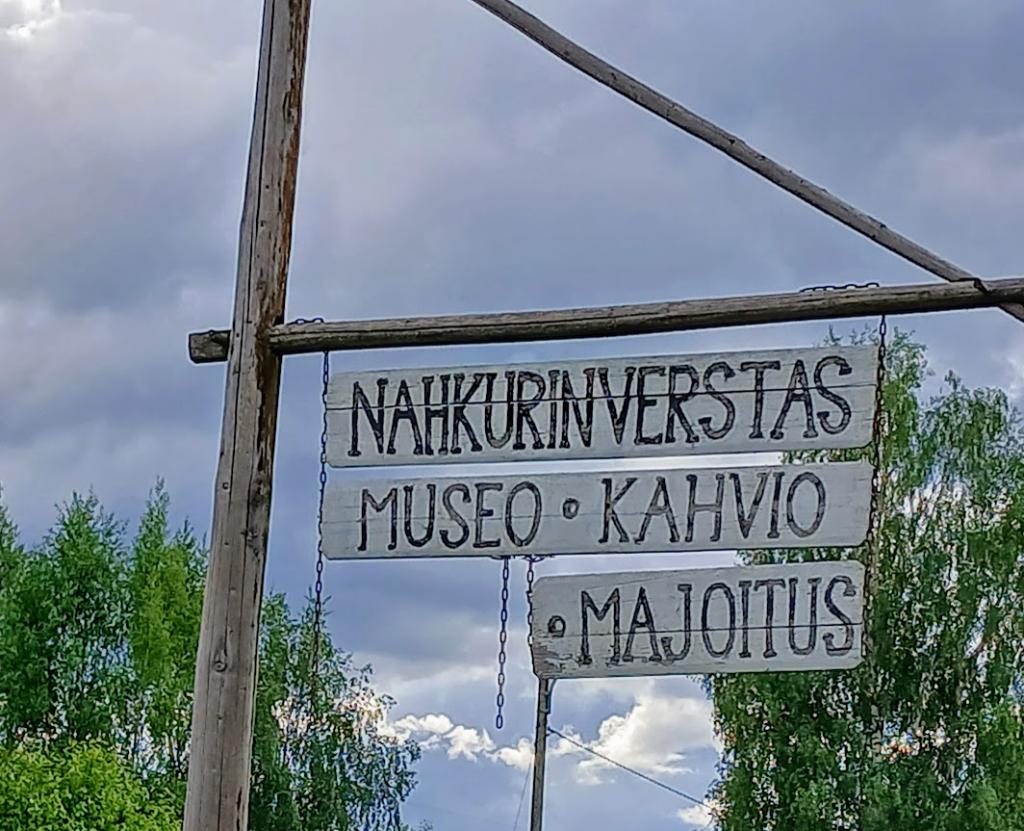 NAHKURINVERSTAS
MUSEO • KAHVIO
• MAJOITUS